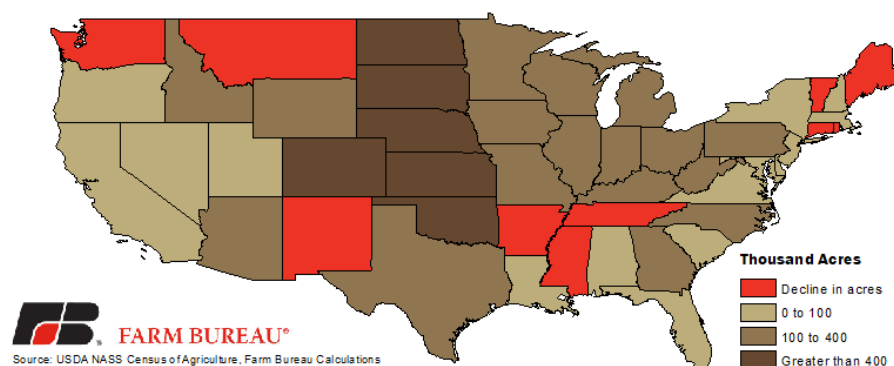 Thousand Acres
Decline in acres
0 to 100
100 to 400
Greater than 400
FB.
FARM BUREAU®
Source: USDA NASS Census of Agriculture, Farm Bureau Calculations